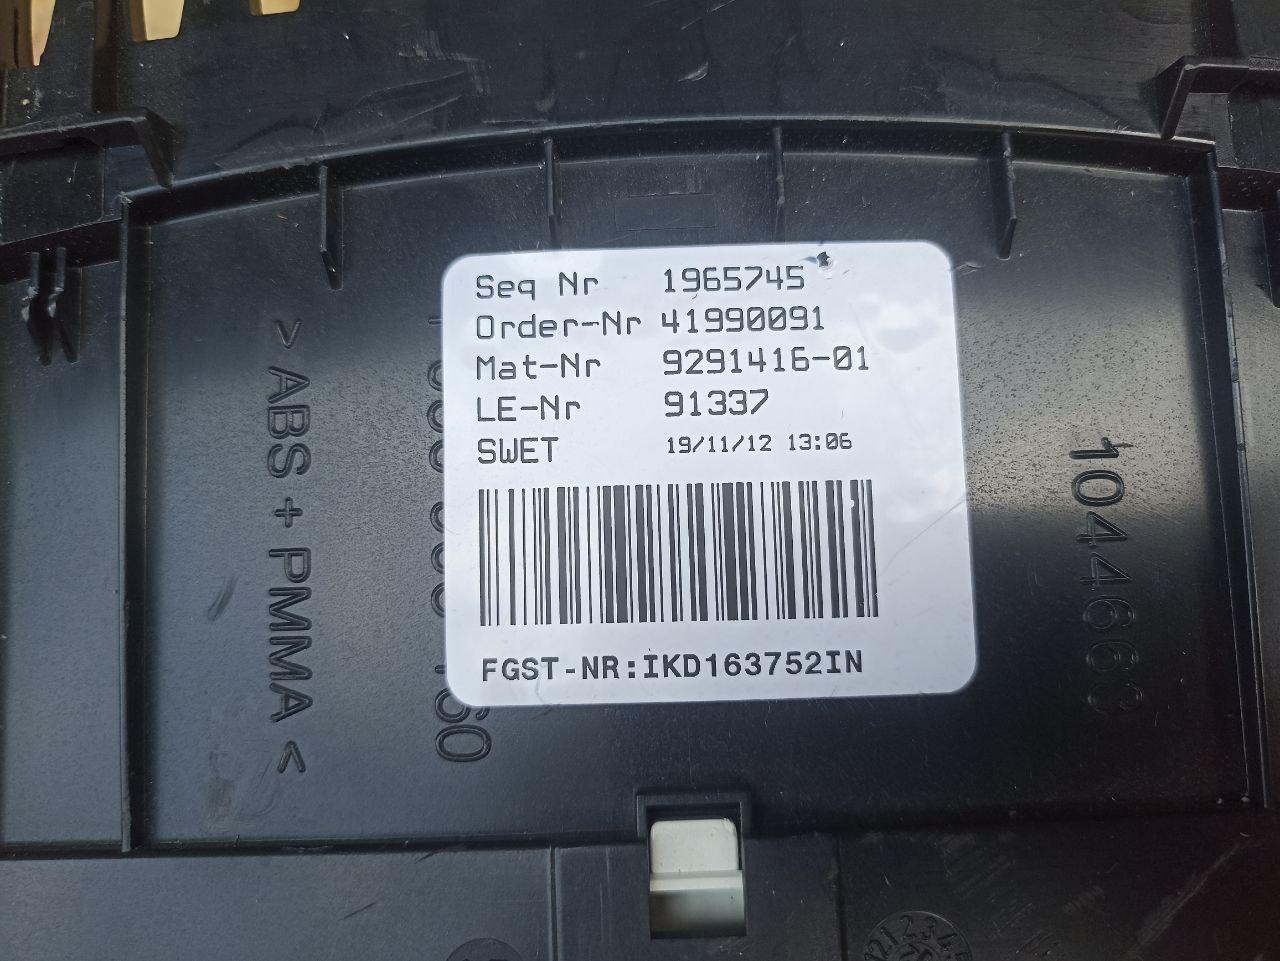 Seq Nr 1965745
Order-Nr 41990091
Mat-Nr 9291416-01
LE-Nr 91337
SWET 19/11/12 13:06
FGST-NR:IKD163752IN
>ABS+PMMA<
1044663